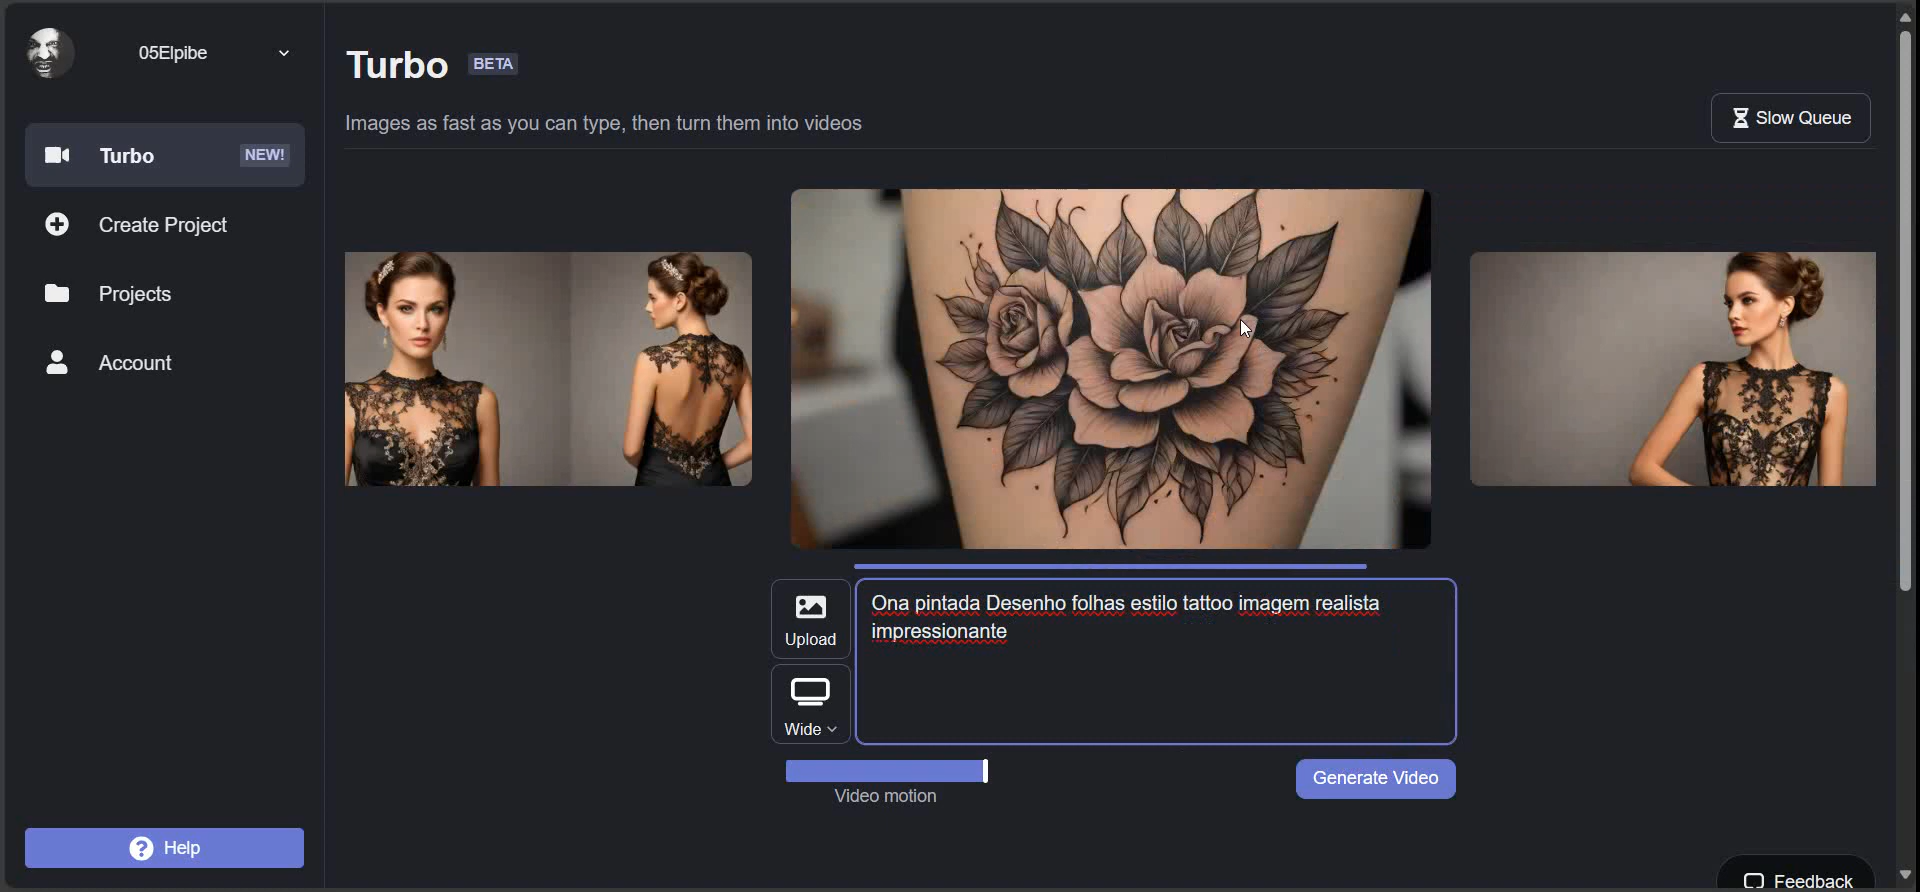 05Elpibe
Turbo BETA
Images as fast as you can type, then turn them into videos
Slow Queue
Turbo NEW!
Create Project
Projects
Account
Upload
Ona pintada Desenho folhas estilo tattoo imagem realista
impressionante
Wide
Video motion
Generate Video
Help
Feedback